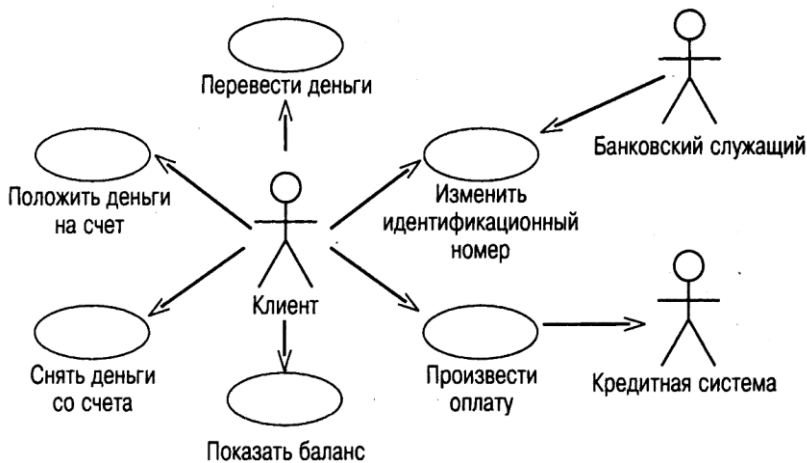 Перевести деньги
Банковский служащий
Положить деньги
на счет
Изменить
идентификационный
номер
Клиент
Снять деньги
со счета
Произвести
оплату
Кредитная система
Показать баланс